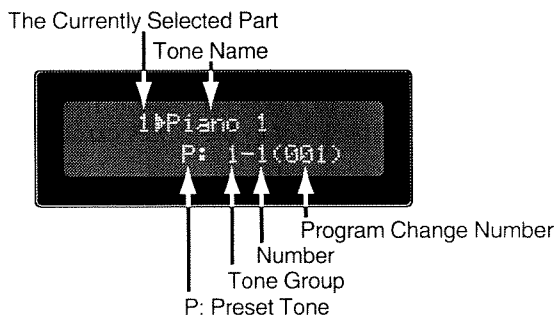 The Currently Selected Part
Tone Name
1▶Piano 1
P: 1-1(001)
Program Change Number
Number
Tone Group
P: Preset Tone